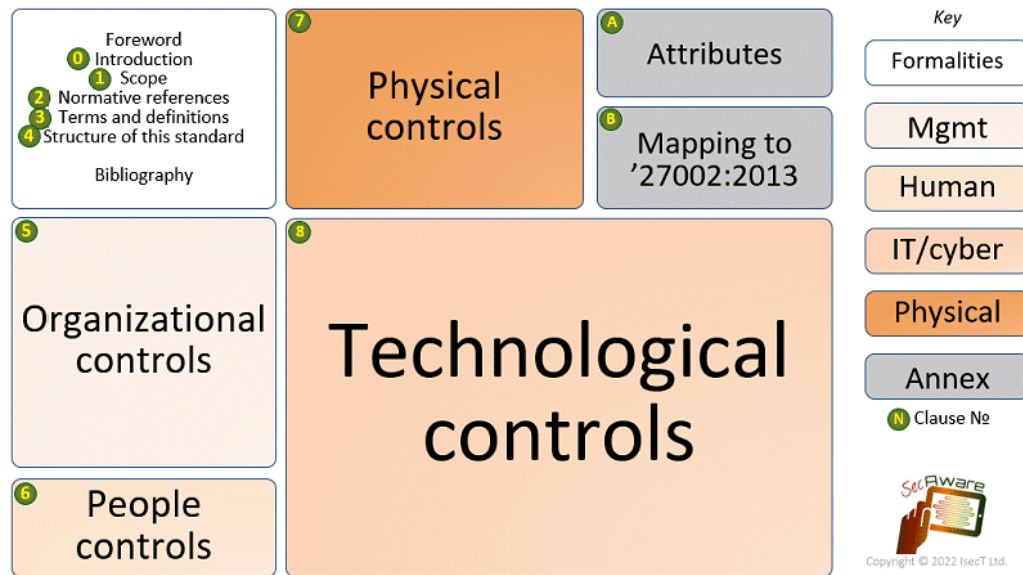 Foreword
0 Introduction
1 Scope
2 Normative references
3 Terms and definitions
4 Structure of this standard
Bibliography
5
Organizational
controls
6
People
controls
7
Physical
controls
8
Technological
controls
A
Attributes
B
Mapping to
’27002:2013
Key
Formalities
Mgmt
Human
IT/cyber
Physical
Annex
N Clause №
SecAware
Copyright © 2022 IsecT Ltd.